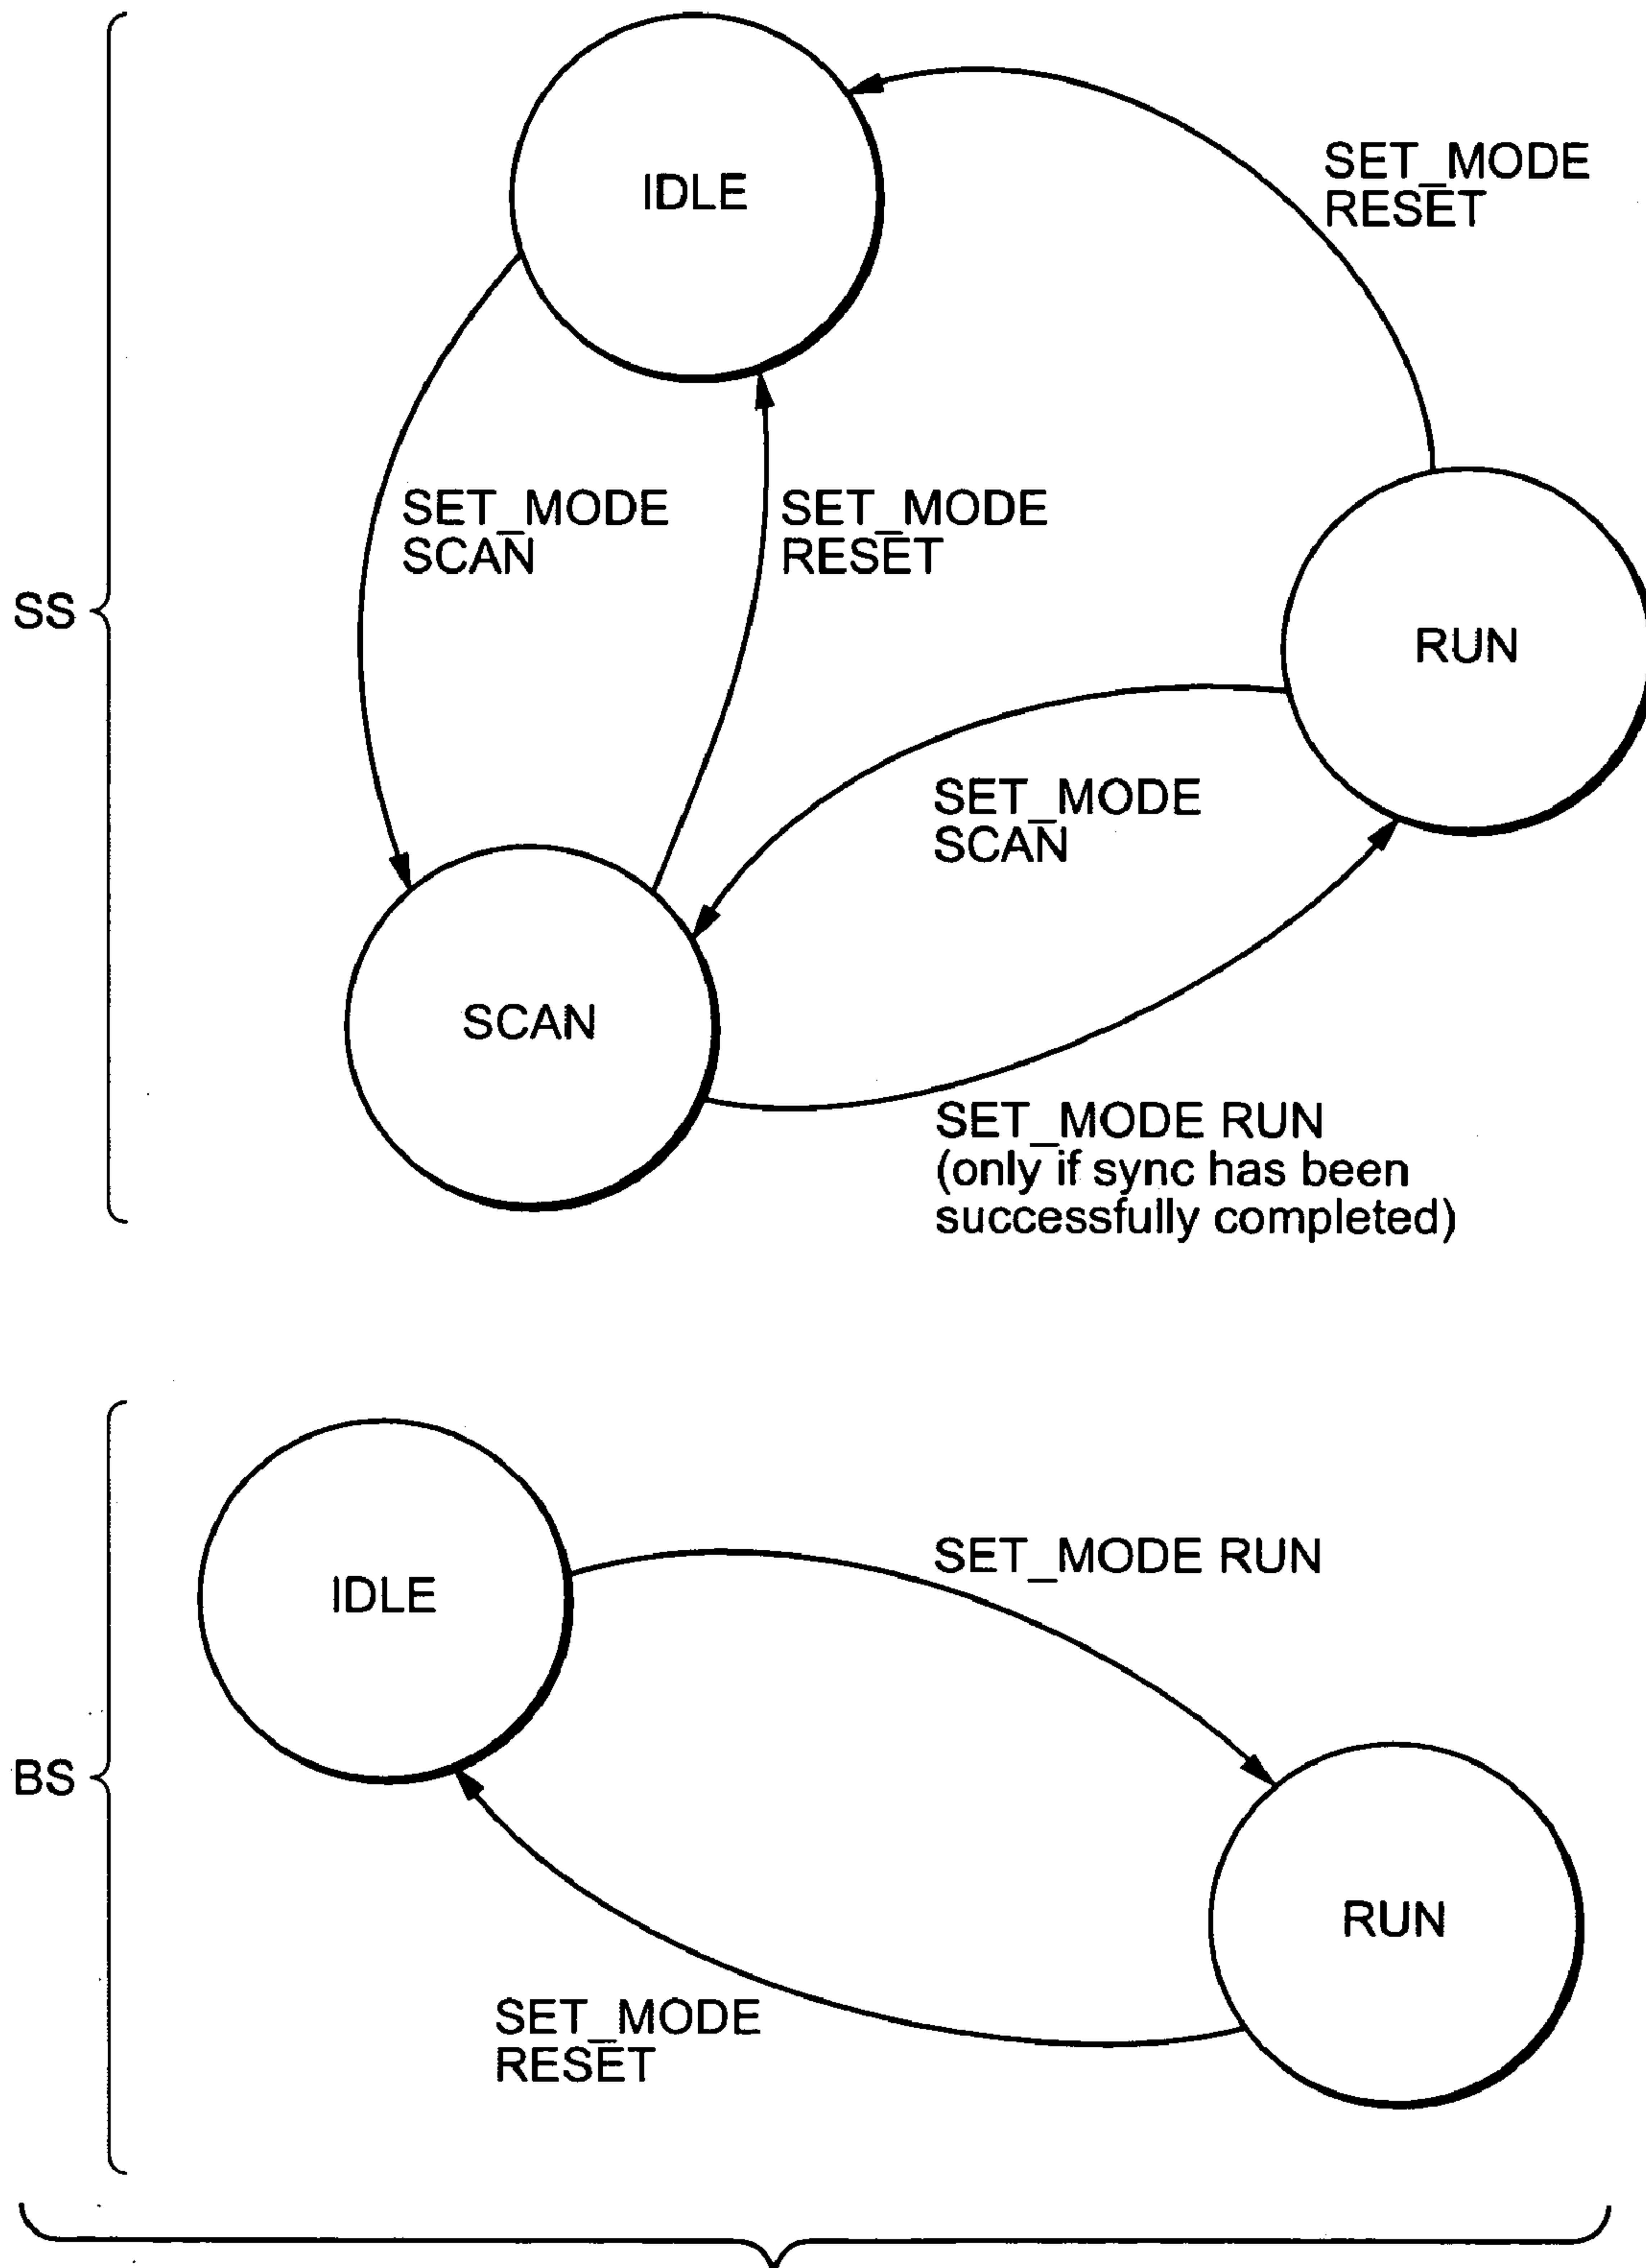 IDLE
SET_MODE
RESET
SET_MODE
SCAN
SET_MODE
RESET
SS
RUN
SET_MODE
SCAN
SCAN
SET_MODE RUN
(only if sync has been
successfully completed)
IDLE
SET_MODE RUN
BS
RUN
SET_MODE
RESET